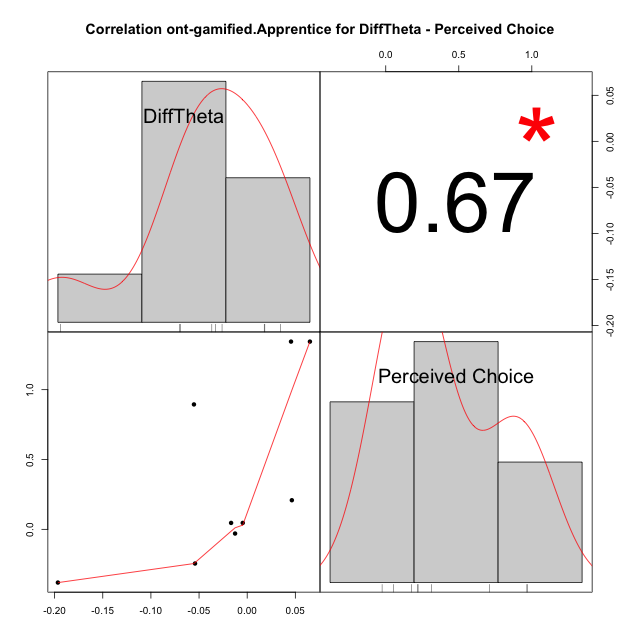 Correlation ont-gamified.Apprentice for DiffTheta - Perceived Choice
0.0 0.5 1.0
DiffTheta
*
0.67
0.05
0.00
-0.05
-0.10
-0.15
-0.20
Perceived Choice
1.0
0.5
0.0
-0.20 -0.15 -0.10 -0.05 0.00 0.05